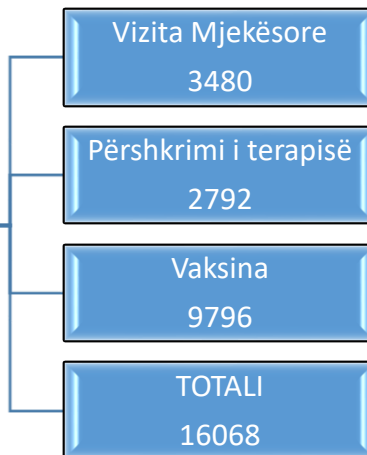 Vizita Mjekësore
3480
Përshkrimi i terapisë
2792
Vaksina
9796
TOTALI
16068